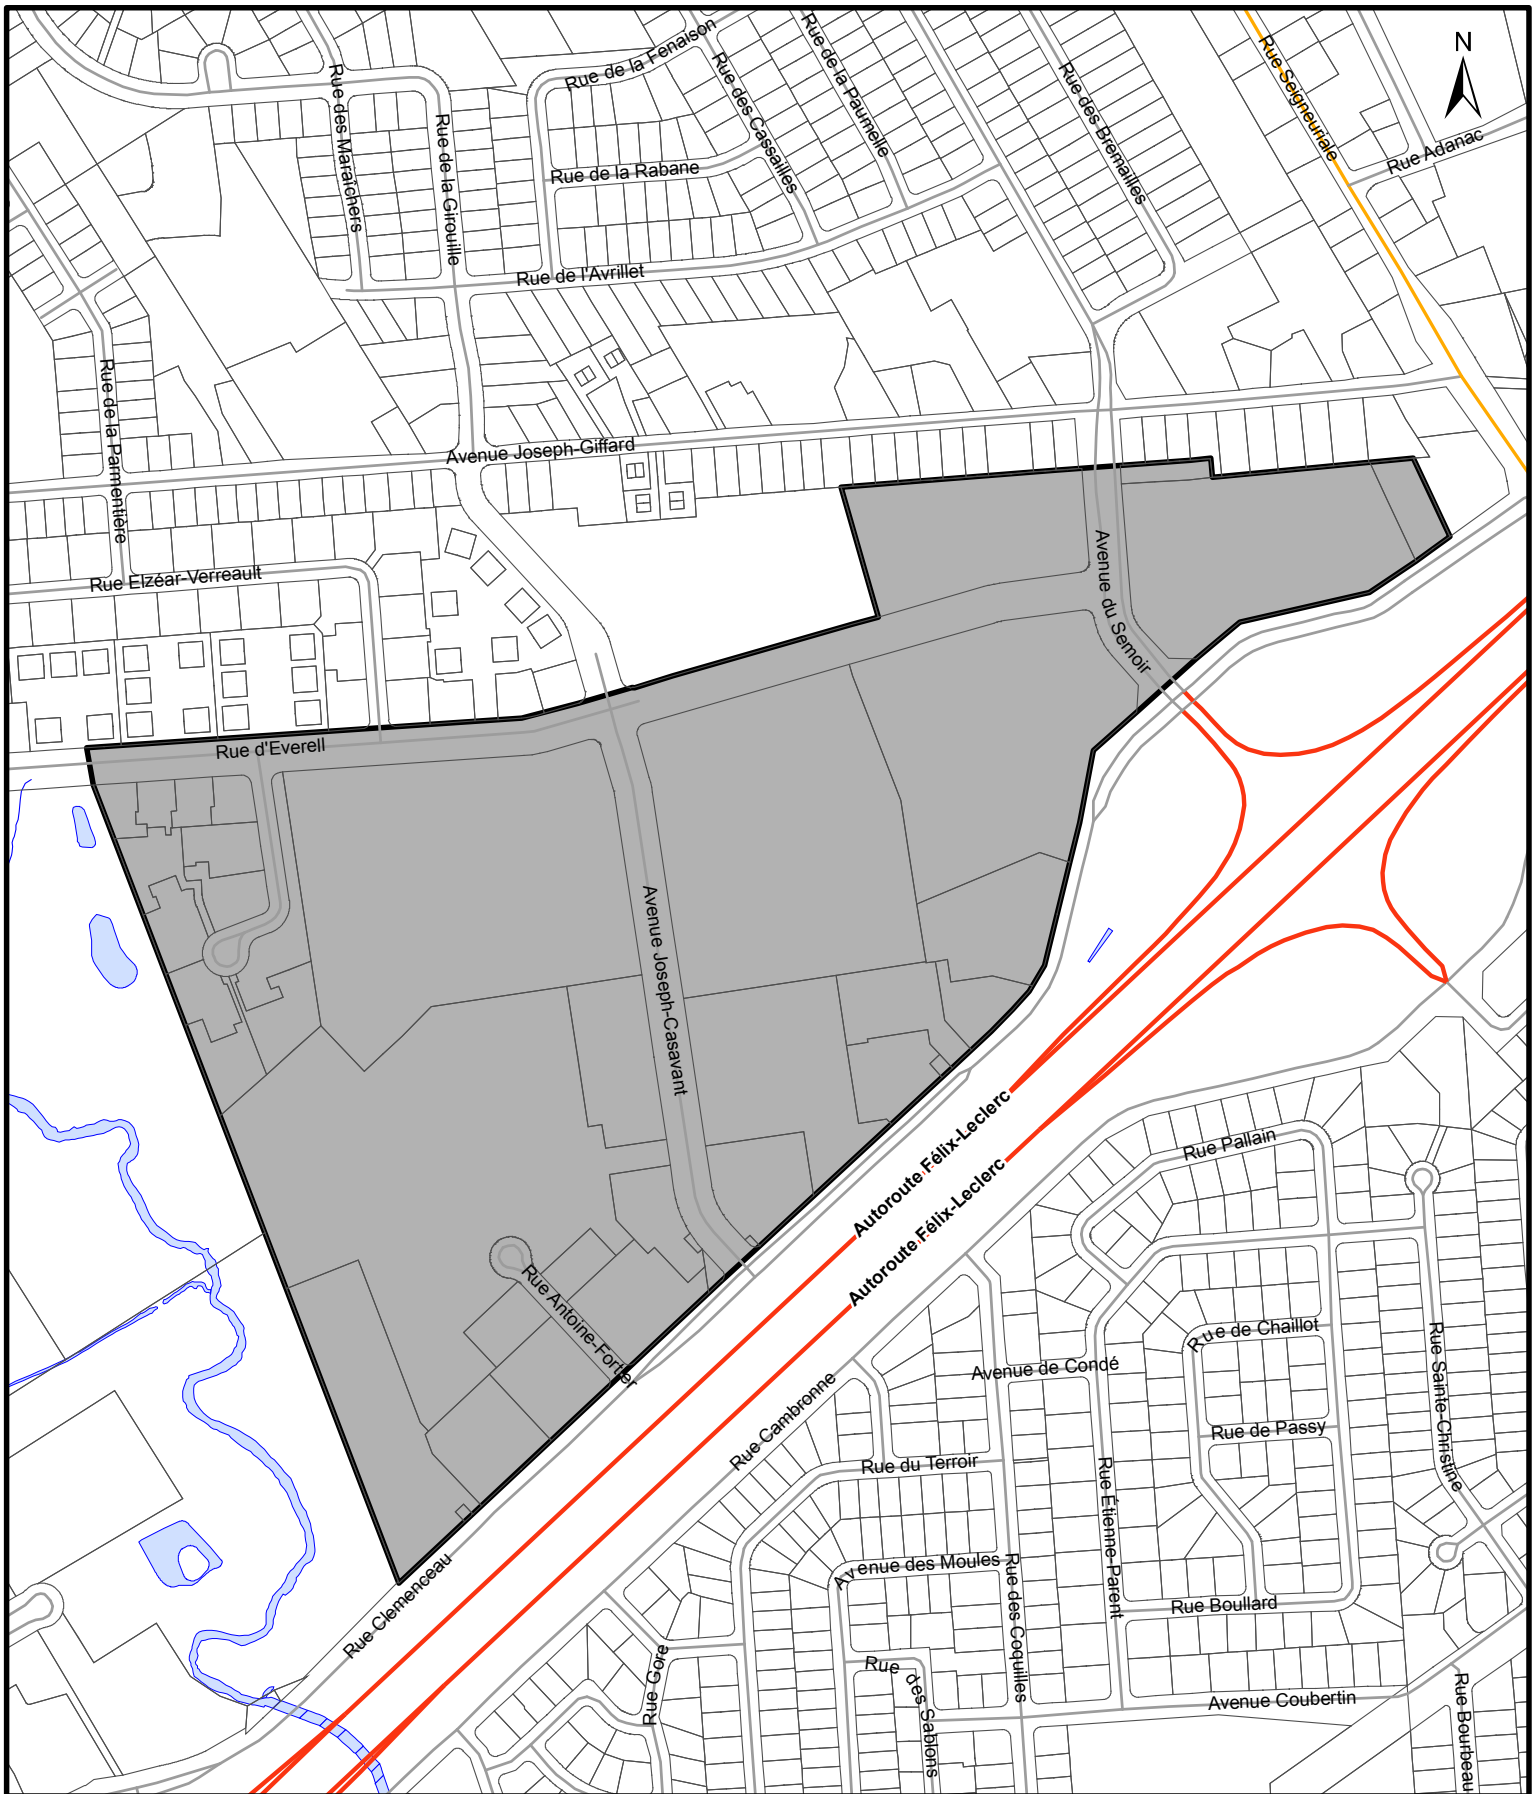 N
Rue de la Fenaison
Rue des Cassailles
Rue de la Paumelle
Rue des Bremailles
Rue Seigneuriale
Rue Adanac
Rue des Maraîchers
Rue de la Girouille
Rue de la Rabane
Rue de l'Avrillet
Rue de la Parmentière
Avenue Joseph-Giffard
Rue Elzéar-Verreault
Avenue du Semoir
Rue d'Everell
Avenue Joseph-Casavant
Autoroute Félix-Leclerc
Autoroute Félix-Leclerc
Rue Pallain
Rue Antoine-Fortier
Rue de Chaillot
Rue Sainte-Christine
Avenue de Condé
Rue Cambronne
Rue de Passy
Rue du Terroir
Rue Étienne-Parent
Avenue des Moules
Rue des Coquilles
Rue Boullard
Rue Clemenceau
Rue Gore
Rue des Sablons
Avenue Coubertin
Rue Bourbeau